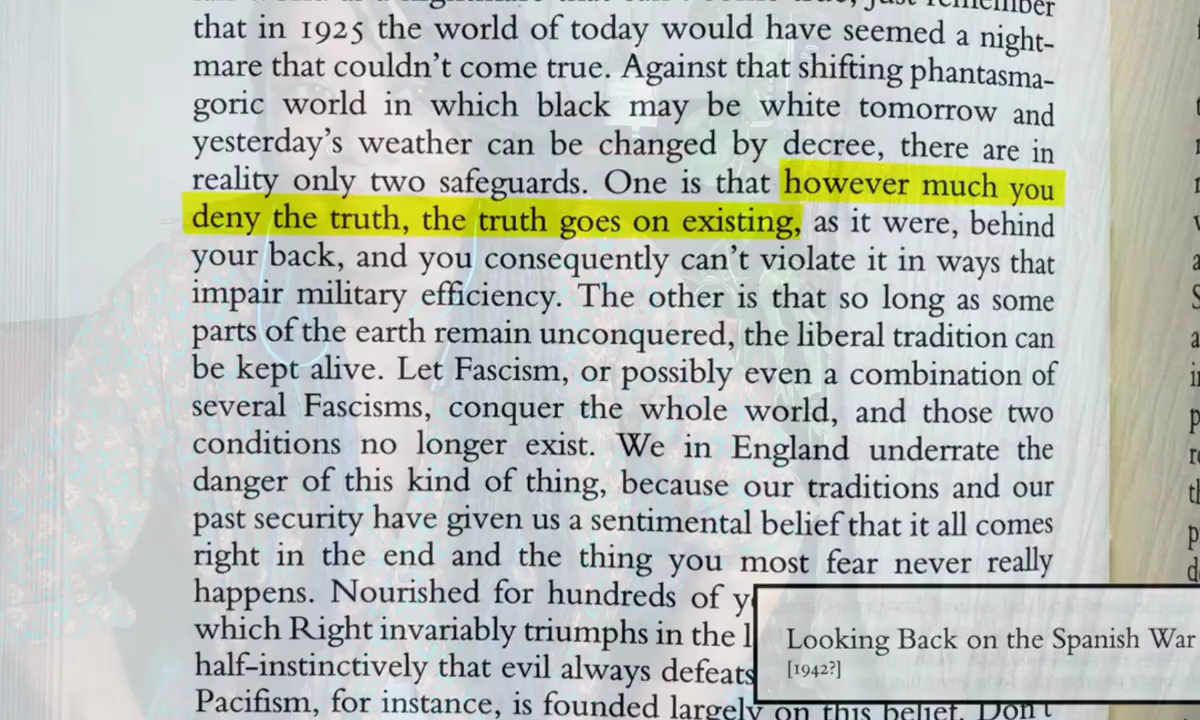 that in 1925 the world of today would have seemed a night-
mare that couldn't come true. Against that shifting phantasma-
goric world in which black may be white tomorrow and
yesterday's weather can be changed by decree, there are in
reality only two safeguards. One is that however much you
deny the truth, the truth goes on existing, as it were, behind
your back, and you consequently can't violate it in ways that
impair military efficiency. The other is that so long as some
parts of the earth remain unconquered, the liberal tradition can
be kept alive. Let Fascism, or possibly even a combination of
several Fascisms, conquer the whole world, and those two
conditions no longer exist. We in England underrate the
danger of this kind of thing, because our traditions and our
past security have given us a sentimental belief that it all comes
right in the end and the thing you most fear never really
happens. Nourished for hundreds of
which Right invariably triumphs in the
half-instinctively that evil always defeats
Pacifism, for instance, is founded largely on this belief. Don't
Looking Back on the Spanish War
[1942?]